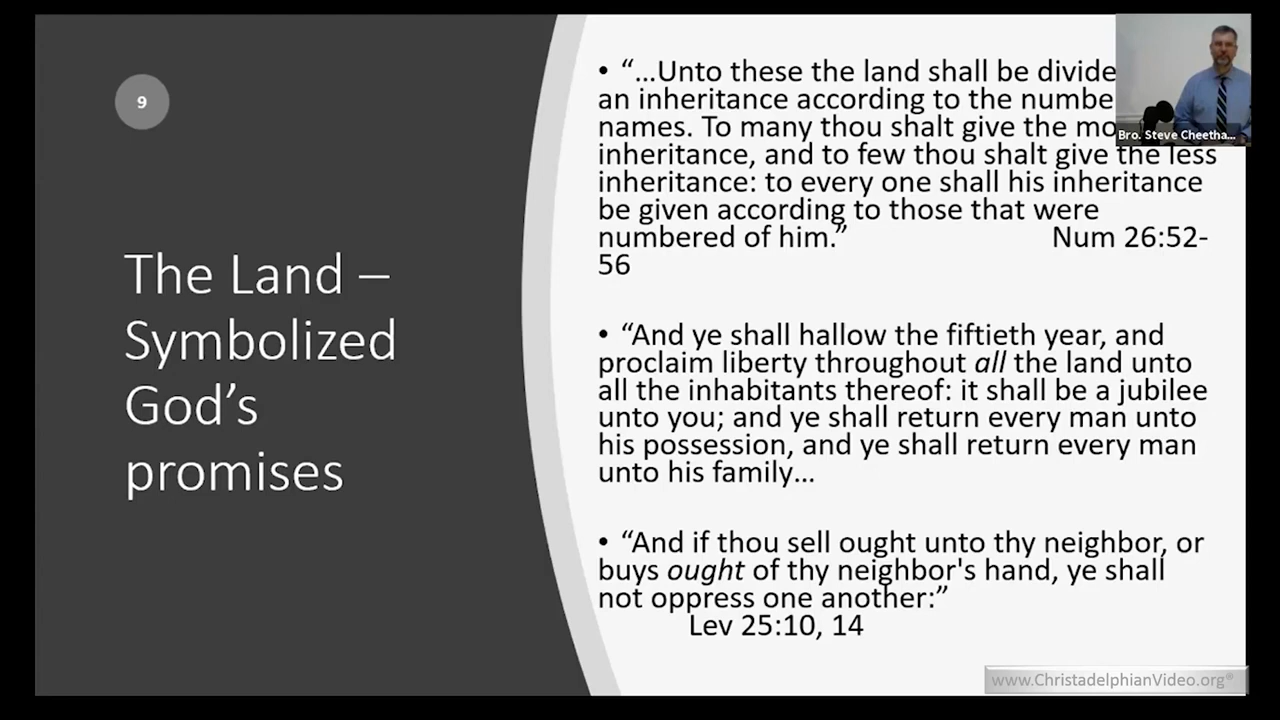 9
The Land –
Symbolized
God’s
promises
• “…Unto these the land shall be divide
an inheritance according to the numbe
names. To many thou shalt give the mo
inheritance, and to few thou shalt give the less
inheritance: to every one shall his inheritance
be given according to those that were
numbered of him.” Num 26:52-
56
• “And ye shall hallow the fiftieth year, and
proclaim liberty throughout all the land unto
all the inhabitants thereof: it shall be a jubilee
unto you; and ye shall return every man unto
his possession, and ye shall return every man
unto his family…
• “And if thou sell ought unto thy neighbor, or
buys ought of thy neighbor's hand, ye shall
not oppress one another:”
Lev 25:10, 14
Bro. Steve Cheetha...
www.ChristadelphianVideo.org®